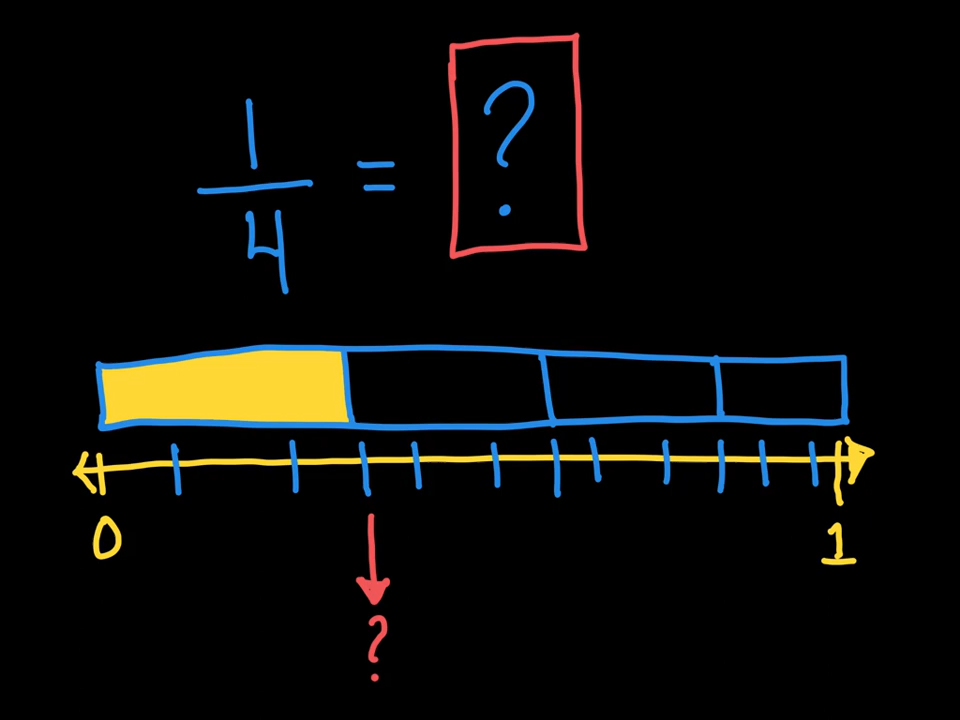 1/4 = ?
0 1
?